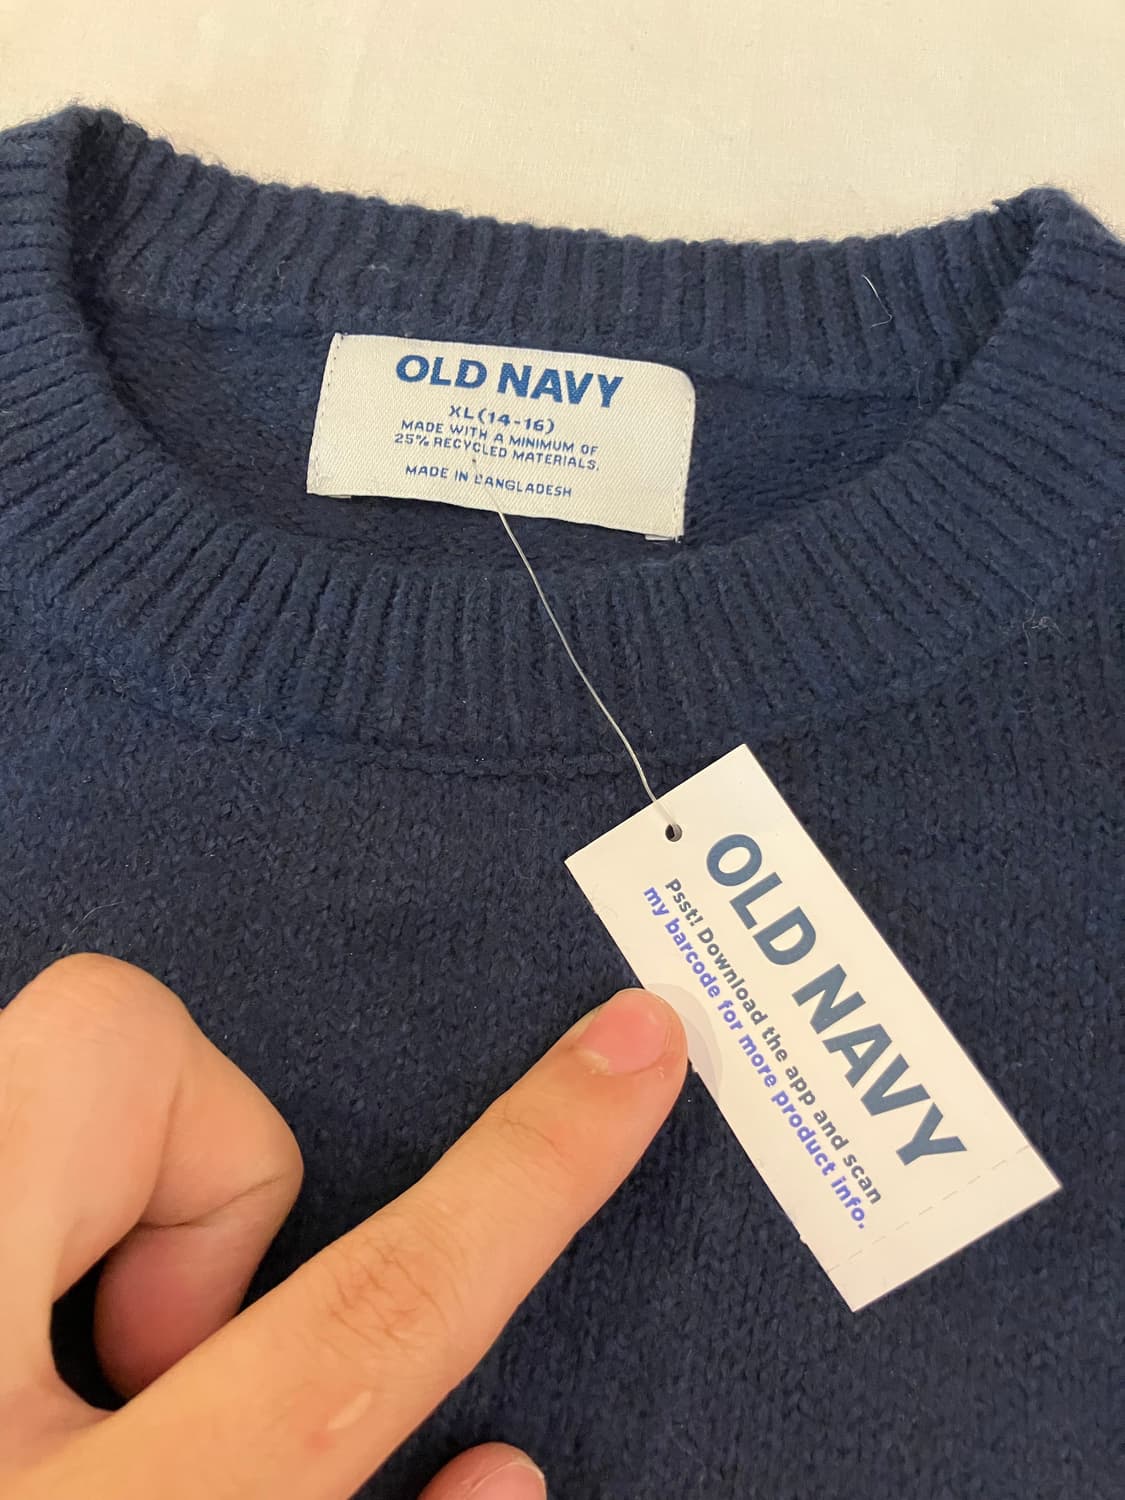 OLD NAVY
XL(14-16)
MADE WITH A MINIMUM OF
25% RECYCLED MATERIALS.
MADE IN BANGLADESH
OLD NAVY
Psst! Download the app and scan
my barcode for more product info.